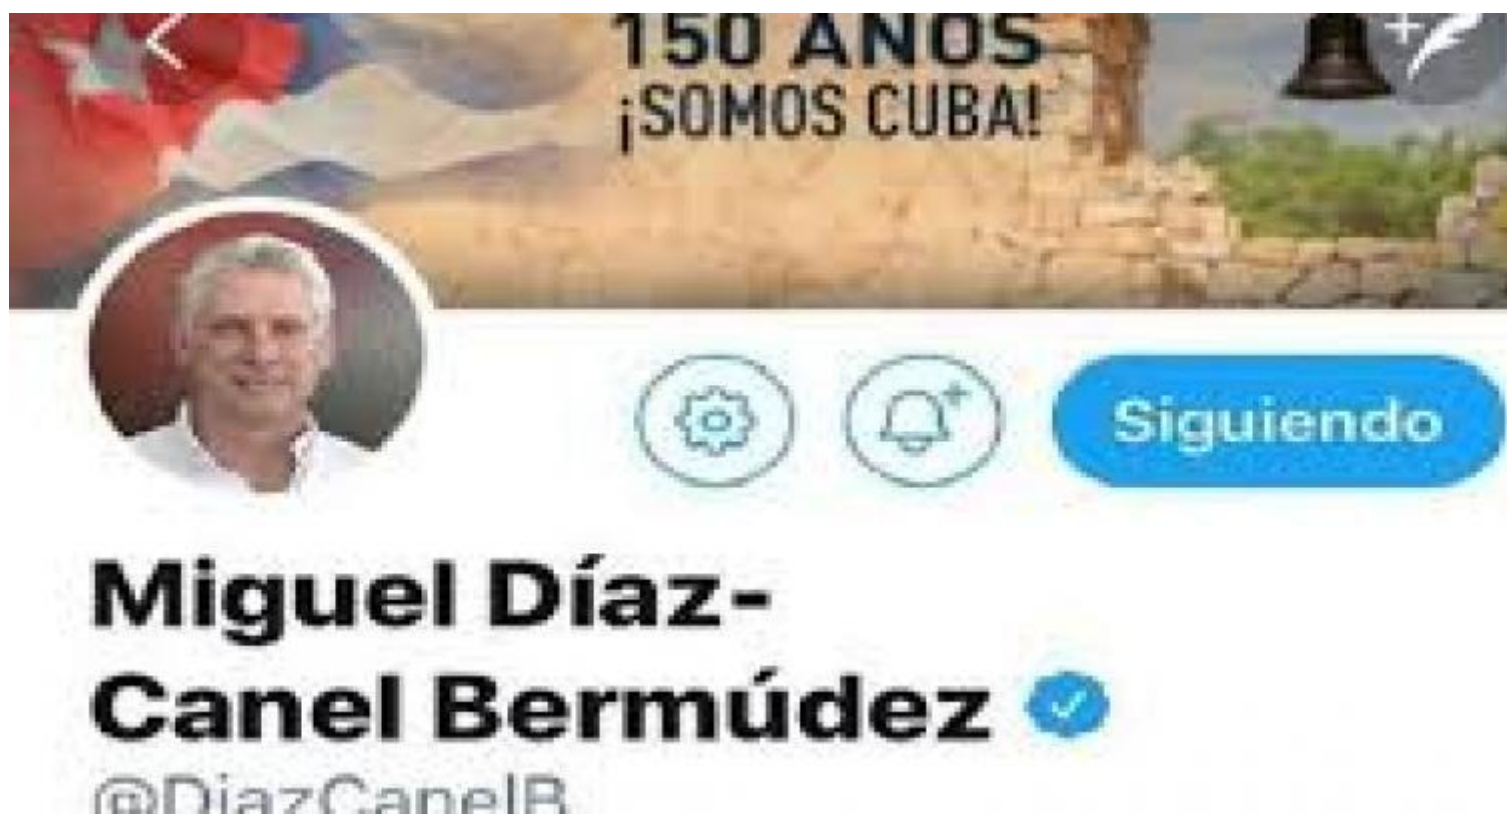 150 AÑOS
¡SOMOS CUBA!
Siguiendo
Miguel Díaz-
Canel Bermúdez
@DiazCanelB